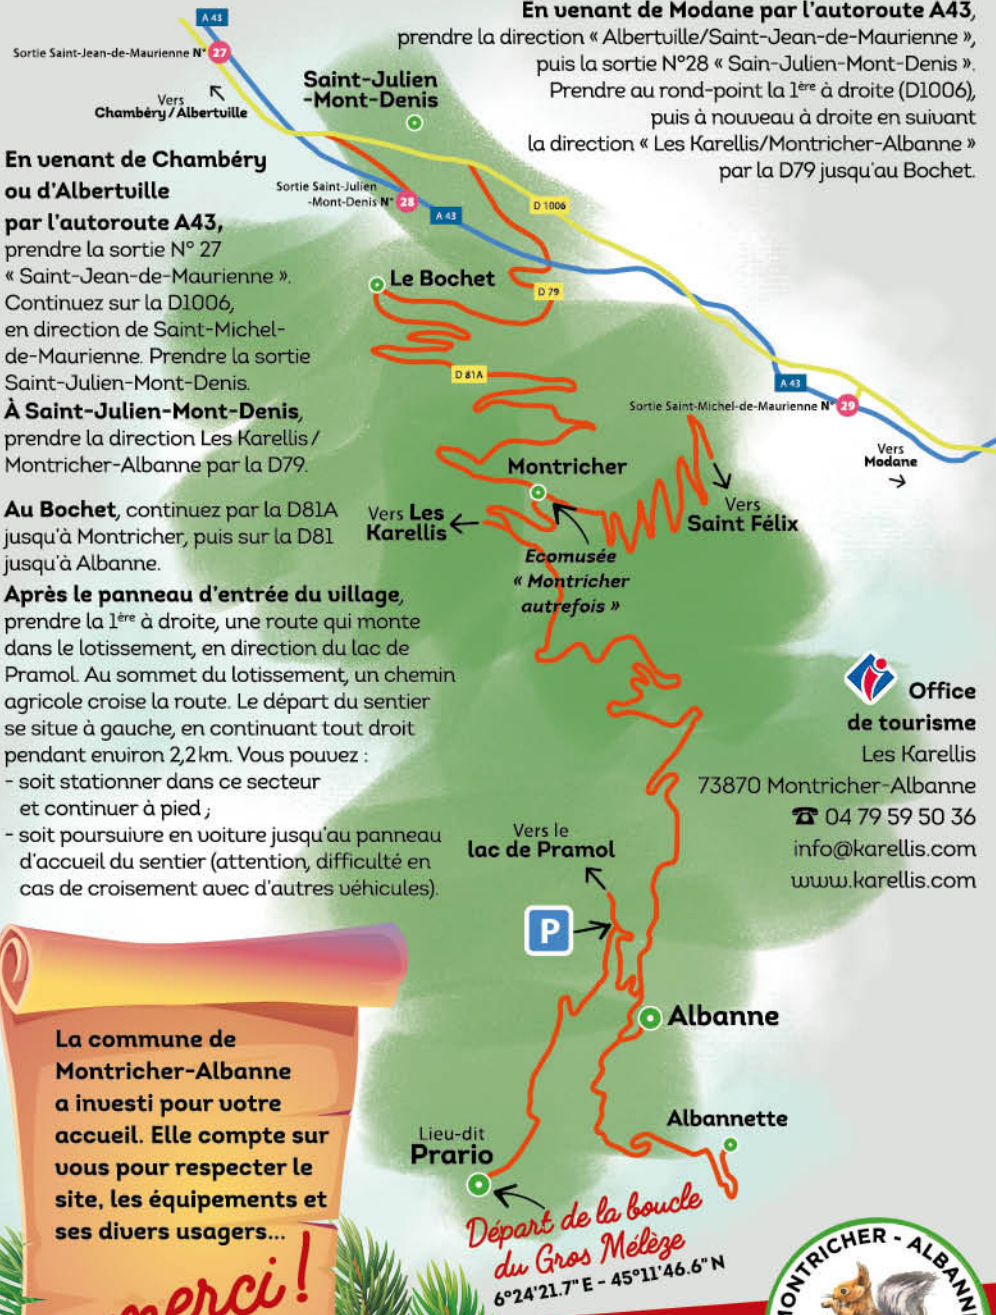 A 43
Sortie Saint-Jean-de-Maurienne N° 27
Vers
Chambéry / Albertville
Saint-Julien
-Mont-Denis
En venant de Modane par l'autoroute A43,
prendre la direction « Albertville/Saint-Jean-de-Maurienne »,
puis la sortie N°28 « Sain-Julien-Mont-Denis ».
Prendre au rond-point la 1ère à droite (D1006),
puis à nouveau à droite en suivant
la direction « Les Karellis/Montricher-Albanne »
par la D79 jusqu'au Bochet.
En venant de Chambéry
ou d'Albertville
par l'autoroute A43,
prendre la sortie N° 27
« Saint-Jean-de-Maurienne ».
Continuez sur la D1006,
en direction de Saint-Michel-
de-Maurienne. Prendre la sortie
Saint-Julien-Mont-Denis.
À Saint-Julien-Mont-Denis,
prendre la direction Les Karellis /
Montricher-Albanne par la D79.
Au Bochet, continuez par la D81A
jusqu'à Montricher, puis sur la D81
jusqu'à Albanne.
Après le panneau d'entrée du village,
prendre la 1ère à droite, une route qui monte
dans le lotissement, en direction du lac de
Pramol. Au sommet du lotissement, un chemin
agricole croise la route. Le départ du sentier
se situe à gauche, en continuant tout droit
pendant environ 2,2 km. Vous pouvez :
- soit stationner dans ce secteur
et continuer à pied ;
- soit poursuivre en voiture jusqu'au panneau
d'accueil du sentier (attention, difficulté en
cas de croisement avec d'autres véhicules).
Sortie Saint-Julien
-Mont-Denis N° 28
A 43
D 1006
Le Bochet
D 79
D 81A
A 43
Sortie Saint-Michel-de-Maurienne N° 29
Vers
Modane
Montricher
Vers Les
Karellis
Vers
Saint Félix
Ecomusée
« Montricher
autrefois »
Office
de tourisme
Les Karellis
73870 Montricher-Albanne
☎ 04 79 59 50 36
info@karellis.com
www.karellis.com
Vers le
lac de Pramol
P
Albanne
Albannette
Lieu-dit
Prario
Départ de la boucle
du Gros Mélèze
6°24'21.7" E – 45°11'46.6" N
La commune de
Montricher-Albanne
a investi pour votre
accueil. Elle compte sur
vous pour respecter le
site, les équipements et
ses divers usagers...
merci !
MONTRICHER - ALBANNE